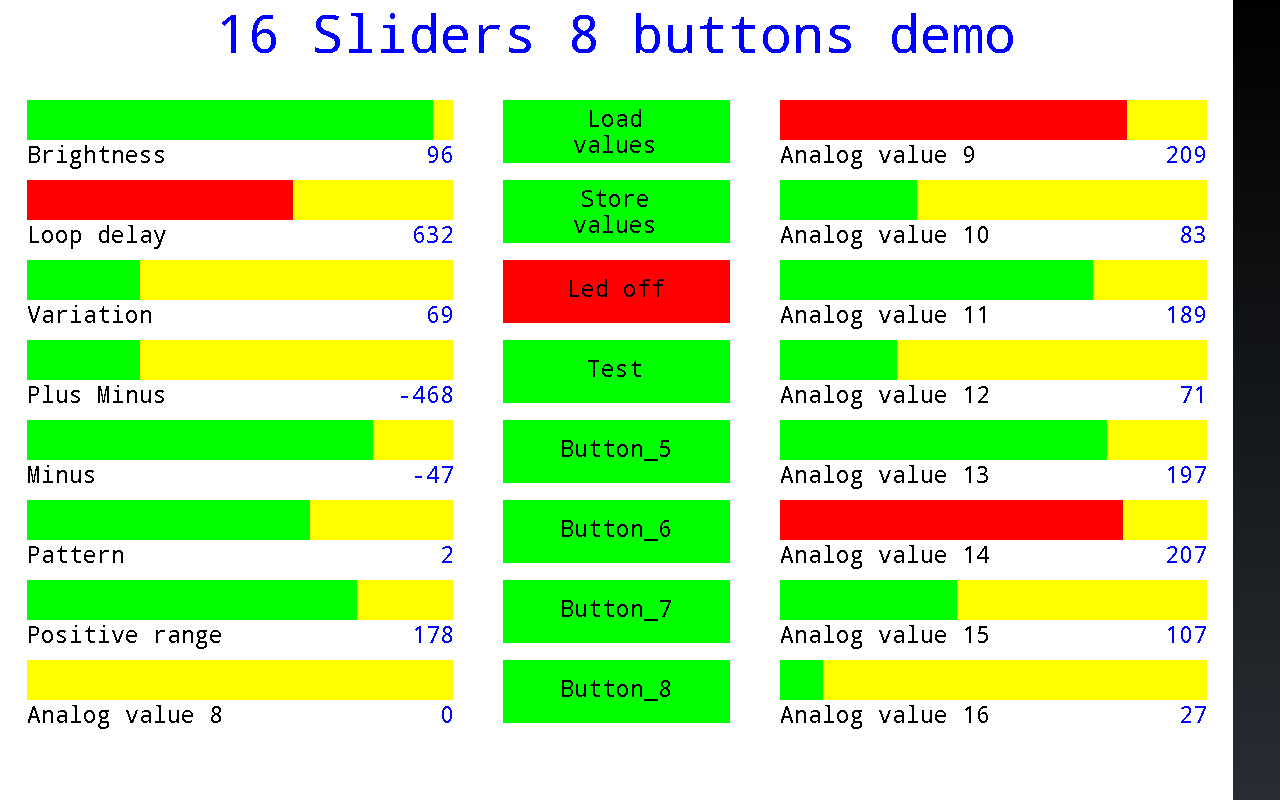 16 Sliders 8 buttons demo
Brightness 96
Loop delay 632
Variation 69
Plus Minus -468
Minus -47
Pattern 2
Positive range 178
Analog value 8 0
Load
values
Store
values
Led off
Test
Button_5
Button_6
Button_7
Button_8
Analog value 9 209
Analog value 10 83
Analog value 11 189
Analog value 12 71
Analog value 13 197
Analog value 14 207
Analog value 15 107
Analog value 16 27